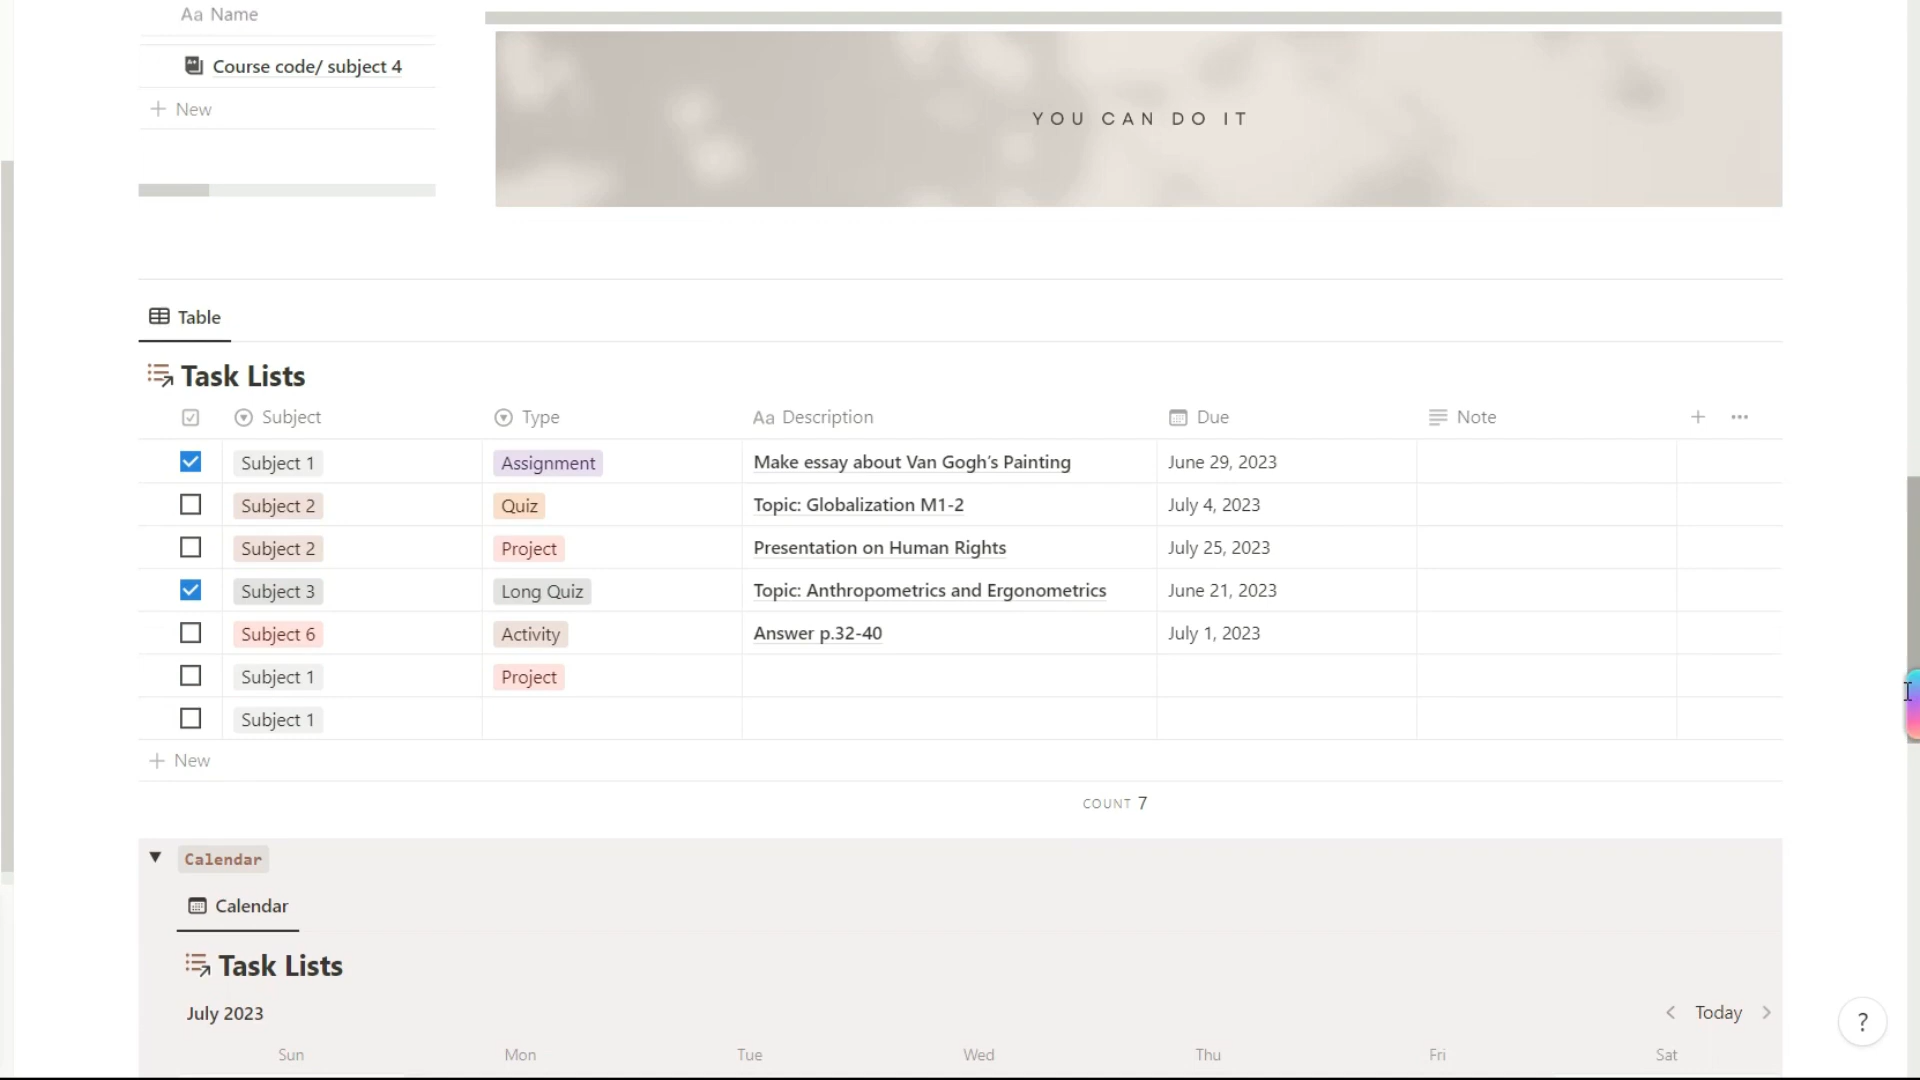 Aa Name
Course code/ subject 4
+ New
YOU CAN DO IT
Table
Task Lists
Subject Type Aa Description Due Note + •••
Subject 1 Assignment Make essay about Van Gogh's Painting June 29, 2023
Subject 2 Quiz Topic: Globalization M1-2 July 4, 2023
Subject 2 Project Presentation on Human Rights July 25, 2023
Subject 3 Long Quiz Topic: Anthropometrics and Ergonometrics June 21, 2023
Subject 6 Activity Answer p.32-40 July 1, 2023
Subject 1 Project
Subject 1
+ New
COUNT 7
Calendar
Calendar
Task Lists
July 2023 < Today >
Sun Mon Tue Wed Thu Fri Sat
?